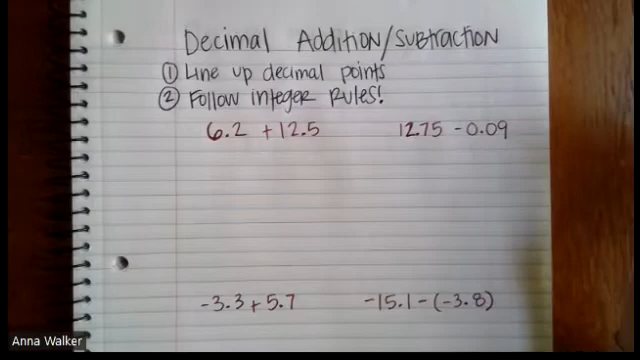 Decimal Addition/Subtraction
① Line up decimal points
② Follow integer rules!
6.2 + 12.5    12.75 - 0.09
-3.3 + 5.7    -15.1 - (-3.8)
Anna Walker